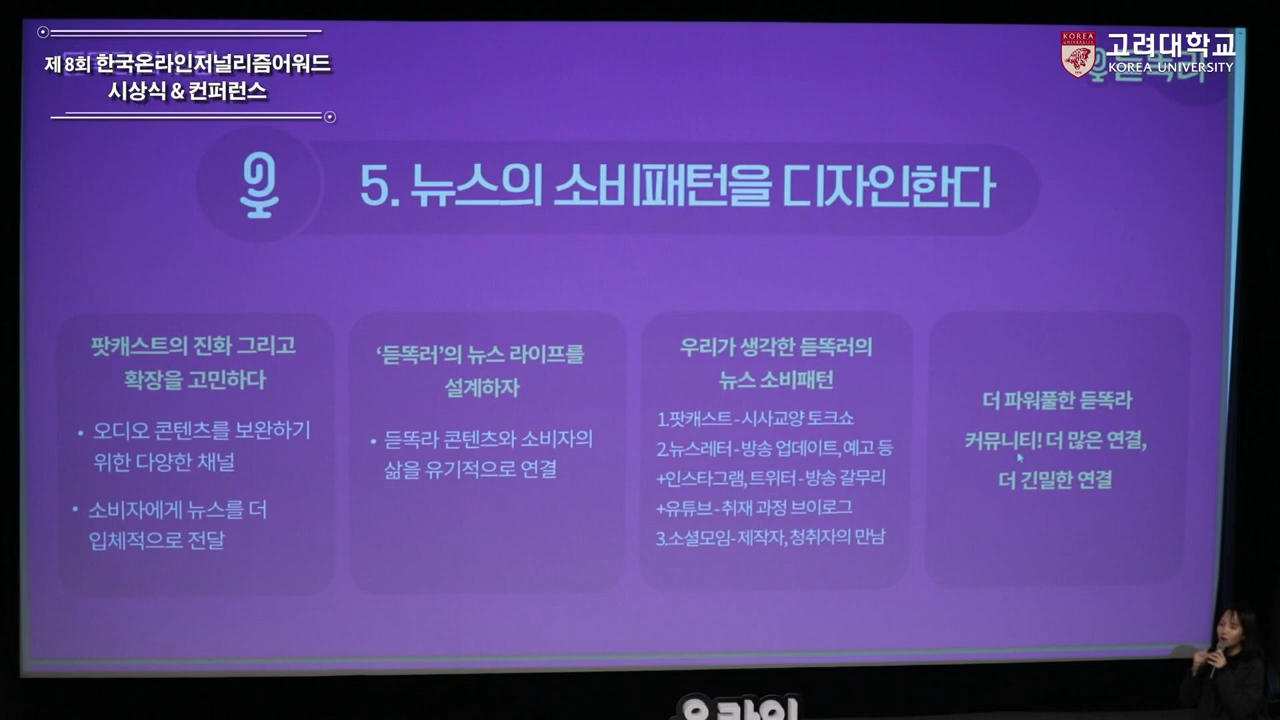 제 8회 한국온라인저널리즘어워드
시상식 & 컨퍼런스
KOREA
고려대학교
KOREA UNIVERSITY
듣똑라
5. 뉴스의 소비패턴을 디자인한다
팟캐스트의 진화 그리고
확장을 고민하다
• 오디오 콘텐츠를 보완하기
위한 다양한 채널
• 소비자에게 뉴스를 더
입체적으로 전달
‘듣똑러’의 뉴스 라이프를
설계하자
• 듣똑라 콘텐츠와 소비자의
삶을 유기적으로 연결
우리가 생각한 듣똑러의
뉴스 소비패턴
1.팟캐스트 - 시사교양 토크쇼
2.뉴스레터 - 방송 업데이트, 예고 등
+인스타그램, 트위터 - 방송 갈무리
+유튜브 - 취재 과정 브이로그
3.소셜모임- 제작자, 청취자의 만남
더 파워풀한 듣똑라
커뮤니티! 더 많은 연결,
더 긴밀한 연결